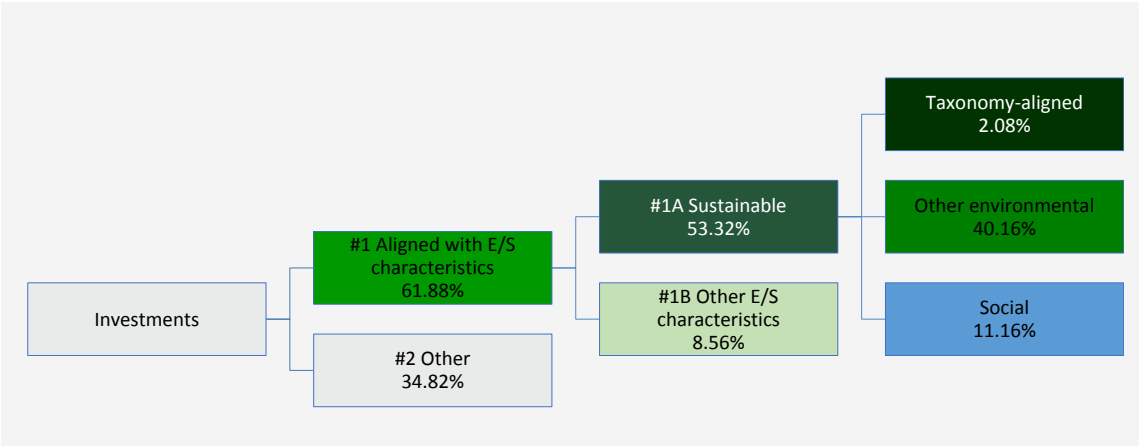 Investments
#1 Aligned with E/S
characteristics
61.88%
#2 Other
34.82%
#1A Sustainable
53.32%
#1B Other E/S
characteristics
8.56%
Taxonomy-aligned
2.08%
Other environmental
40.16%
Social
11.16%